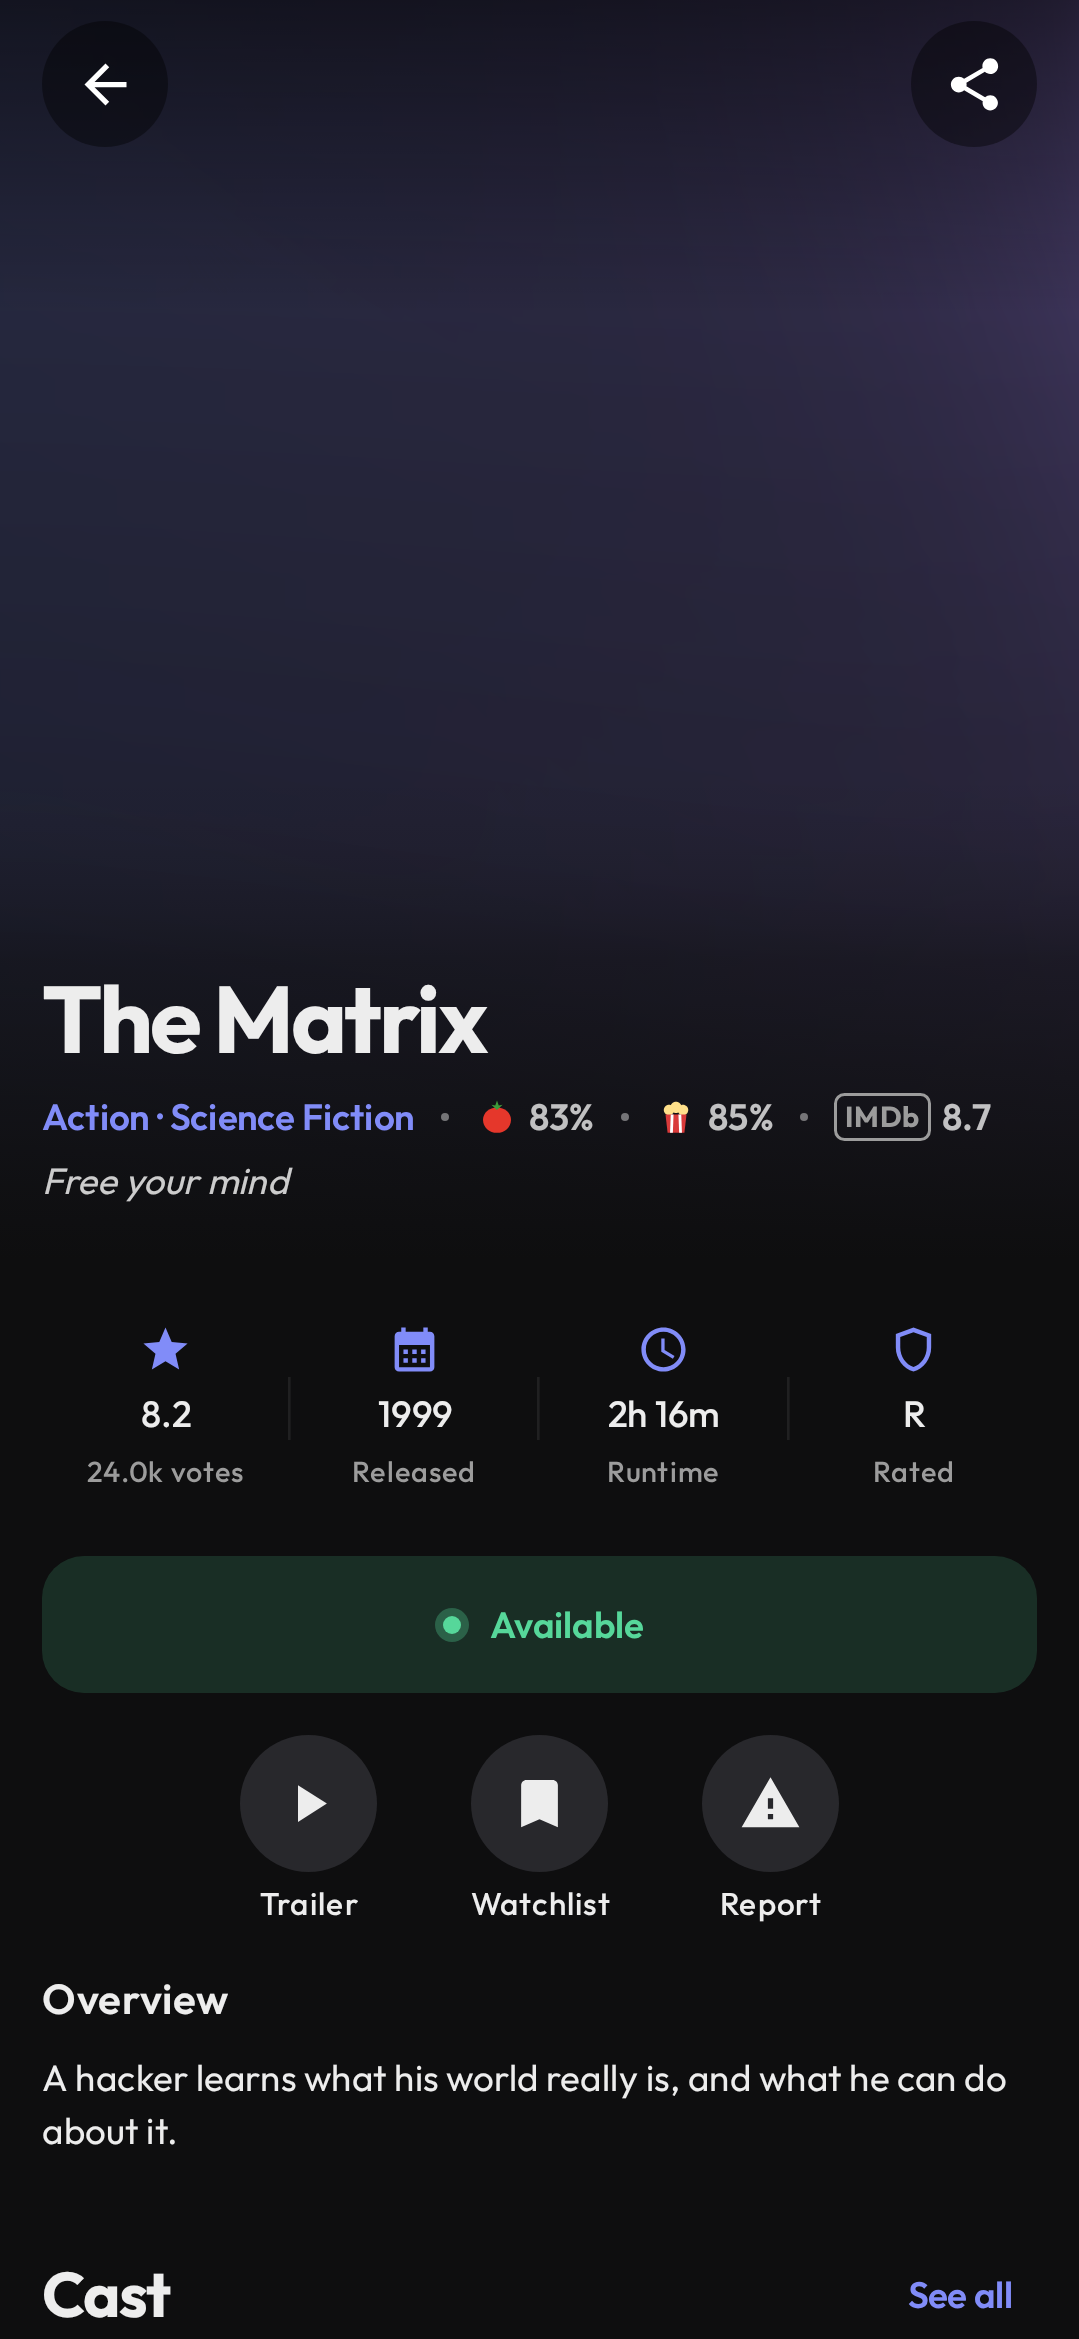 The Matrix
Action · Science Fiction • 83% • 85% • IMDb 8.7
Free your mind
8.2 1999 2h 16m R
24.0k votes Released Runtime Rated
Available
Trailer Watchlist Report
Overview
A hacker learns what his world really is, and what he can do
about it.
Cast See all